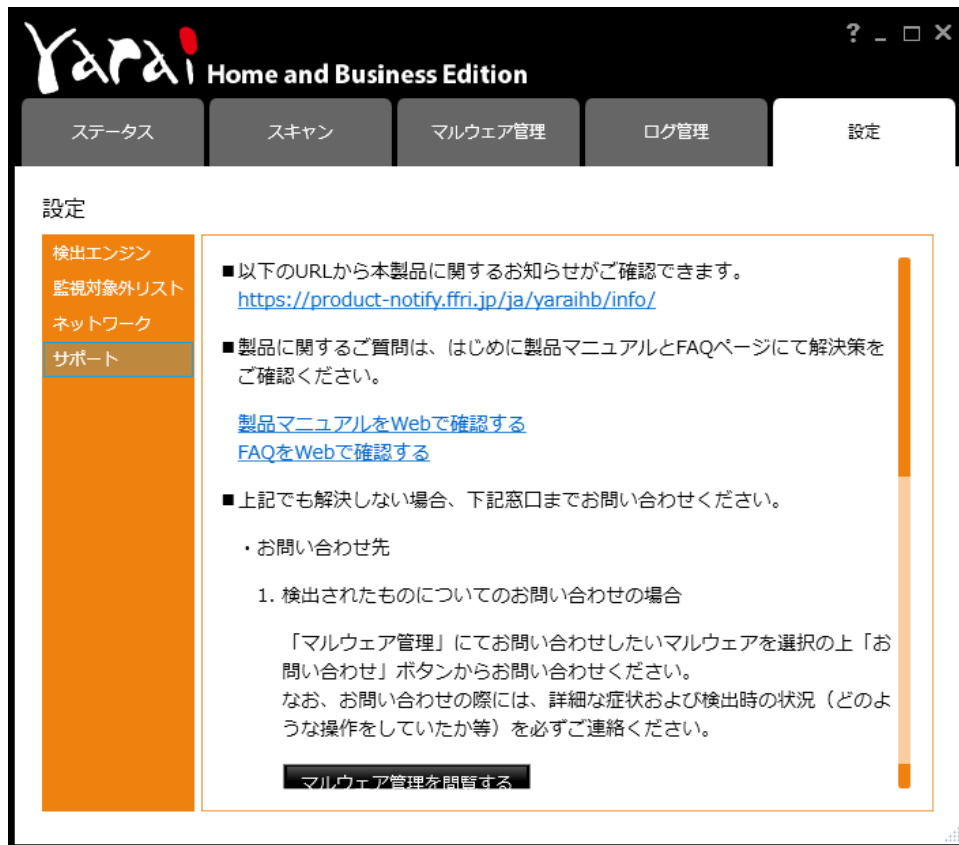 Yarai Home and Business Edition
? _ □ ×
ステータス
スキャン
マルウェア管理
ログ管理
設定
設定
検出エンジン
監視対象外リスト
ネットワーク
サポート
■以下のURLから本製品に関するお知らせがご確認できます。
https://product-notify.ffri.jp/ja/yaraihb/info/
■製品に関するご質問は、はじめに製品マニュアルとFAQページにて解決策を
ご確認ください。
製品マニュアルをWebで確認する
FAQをWebで確認する
■上記でも解決しない場合、下記窓口までお問い合わせください。
・お問い合わせ先
1. 検出されたものについてのお問い合わせの場合
「マルウェア管理」にてお問い合わせしたいマルウェアを選択の上「お
問い合わせ」ボタンからお問い合わせください。
なお、お問い合わせの際には、詳細な症状および検出時の状況（どのよ
うな操作をしていたか等）を必ずご連絡ください。
マルウェア管理を閲覧する